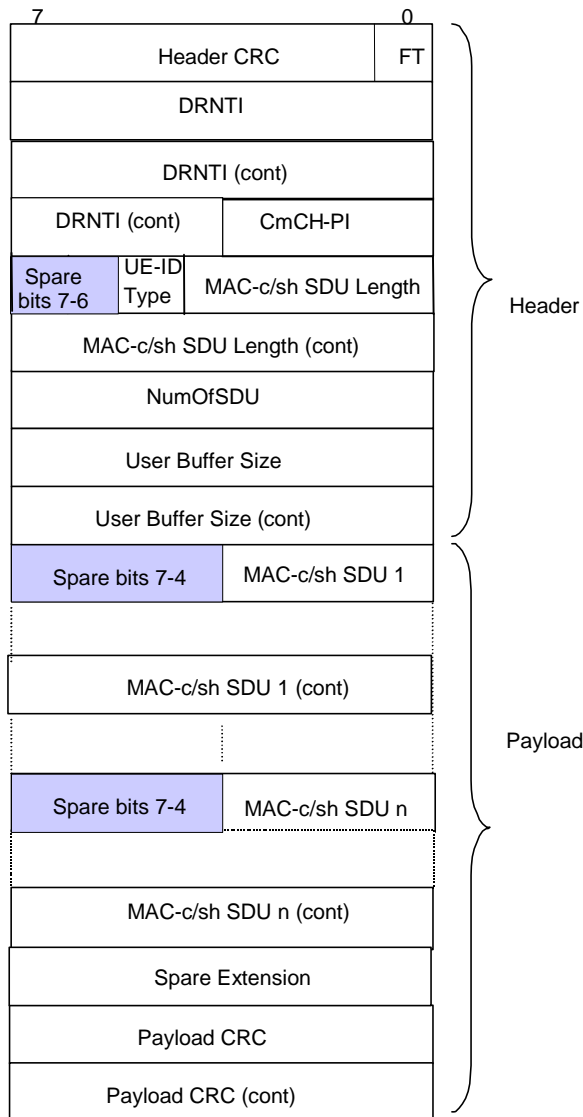 7 0
Header CRC FT
DRNTI
DRNTI (cont)
DRNTI (cont) CmCH-PI
Spare bits 7-6 UE-ID Type MAC-c/sh SDU Length
Header
MAC-c/sh SDU Length (cont)
NumOfSDU
User Buffer Size
User Buffer Size (cont)
Spare bits 7-4 MAC-c/sh SDU 1
MAC-c/sh SDU 1 (cont)
Payload
Spare bits 7-4 MAC-c/sh SDU n
MAC-c/sh SDU n (cont)
Spare Extension
Payload CRC
Payload CRC (cont)